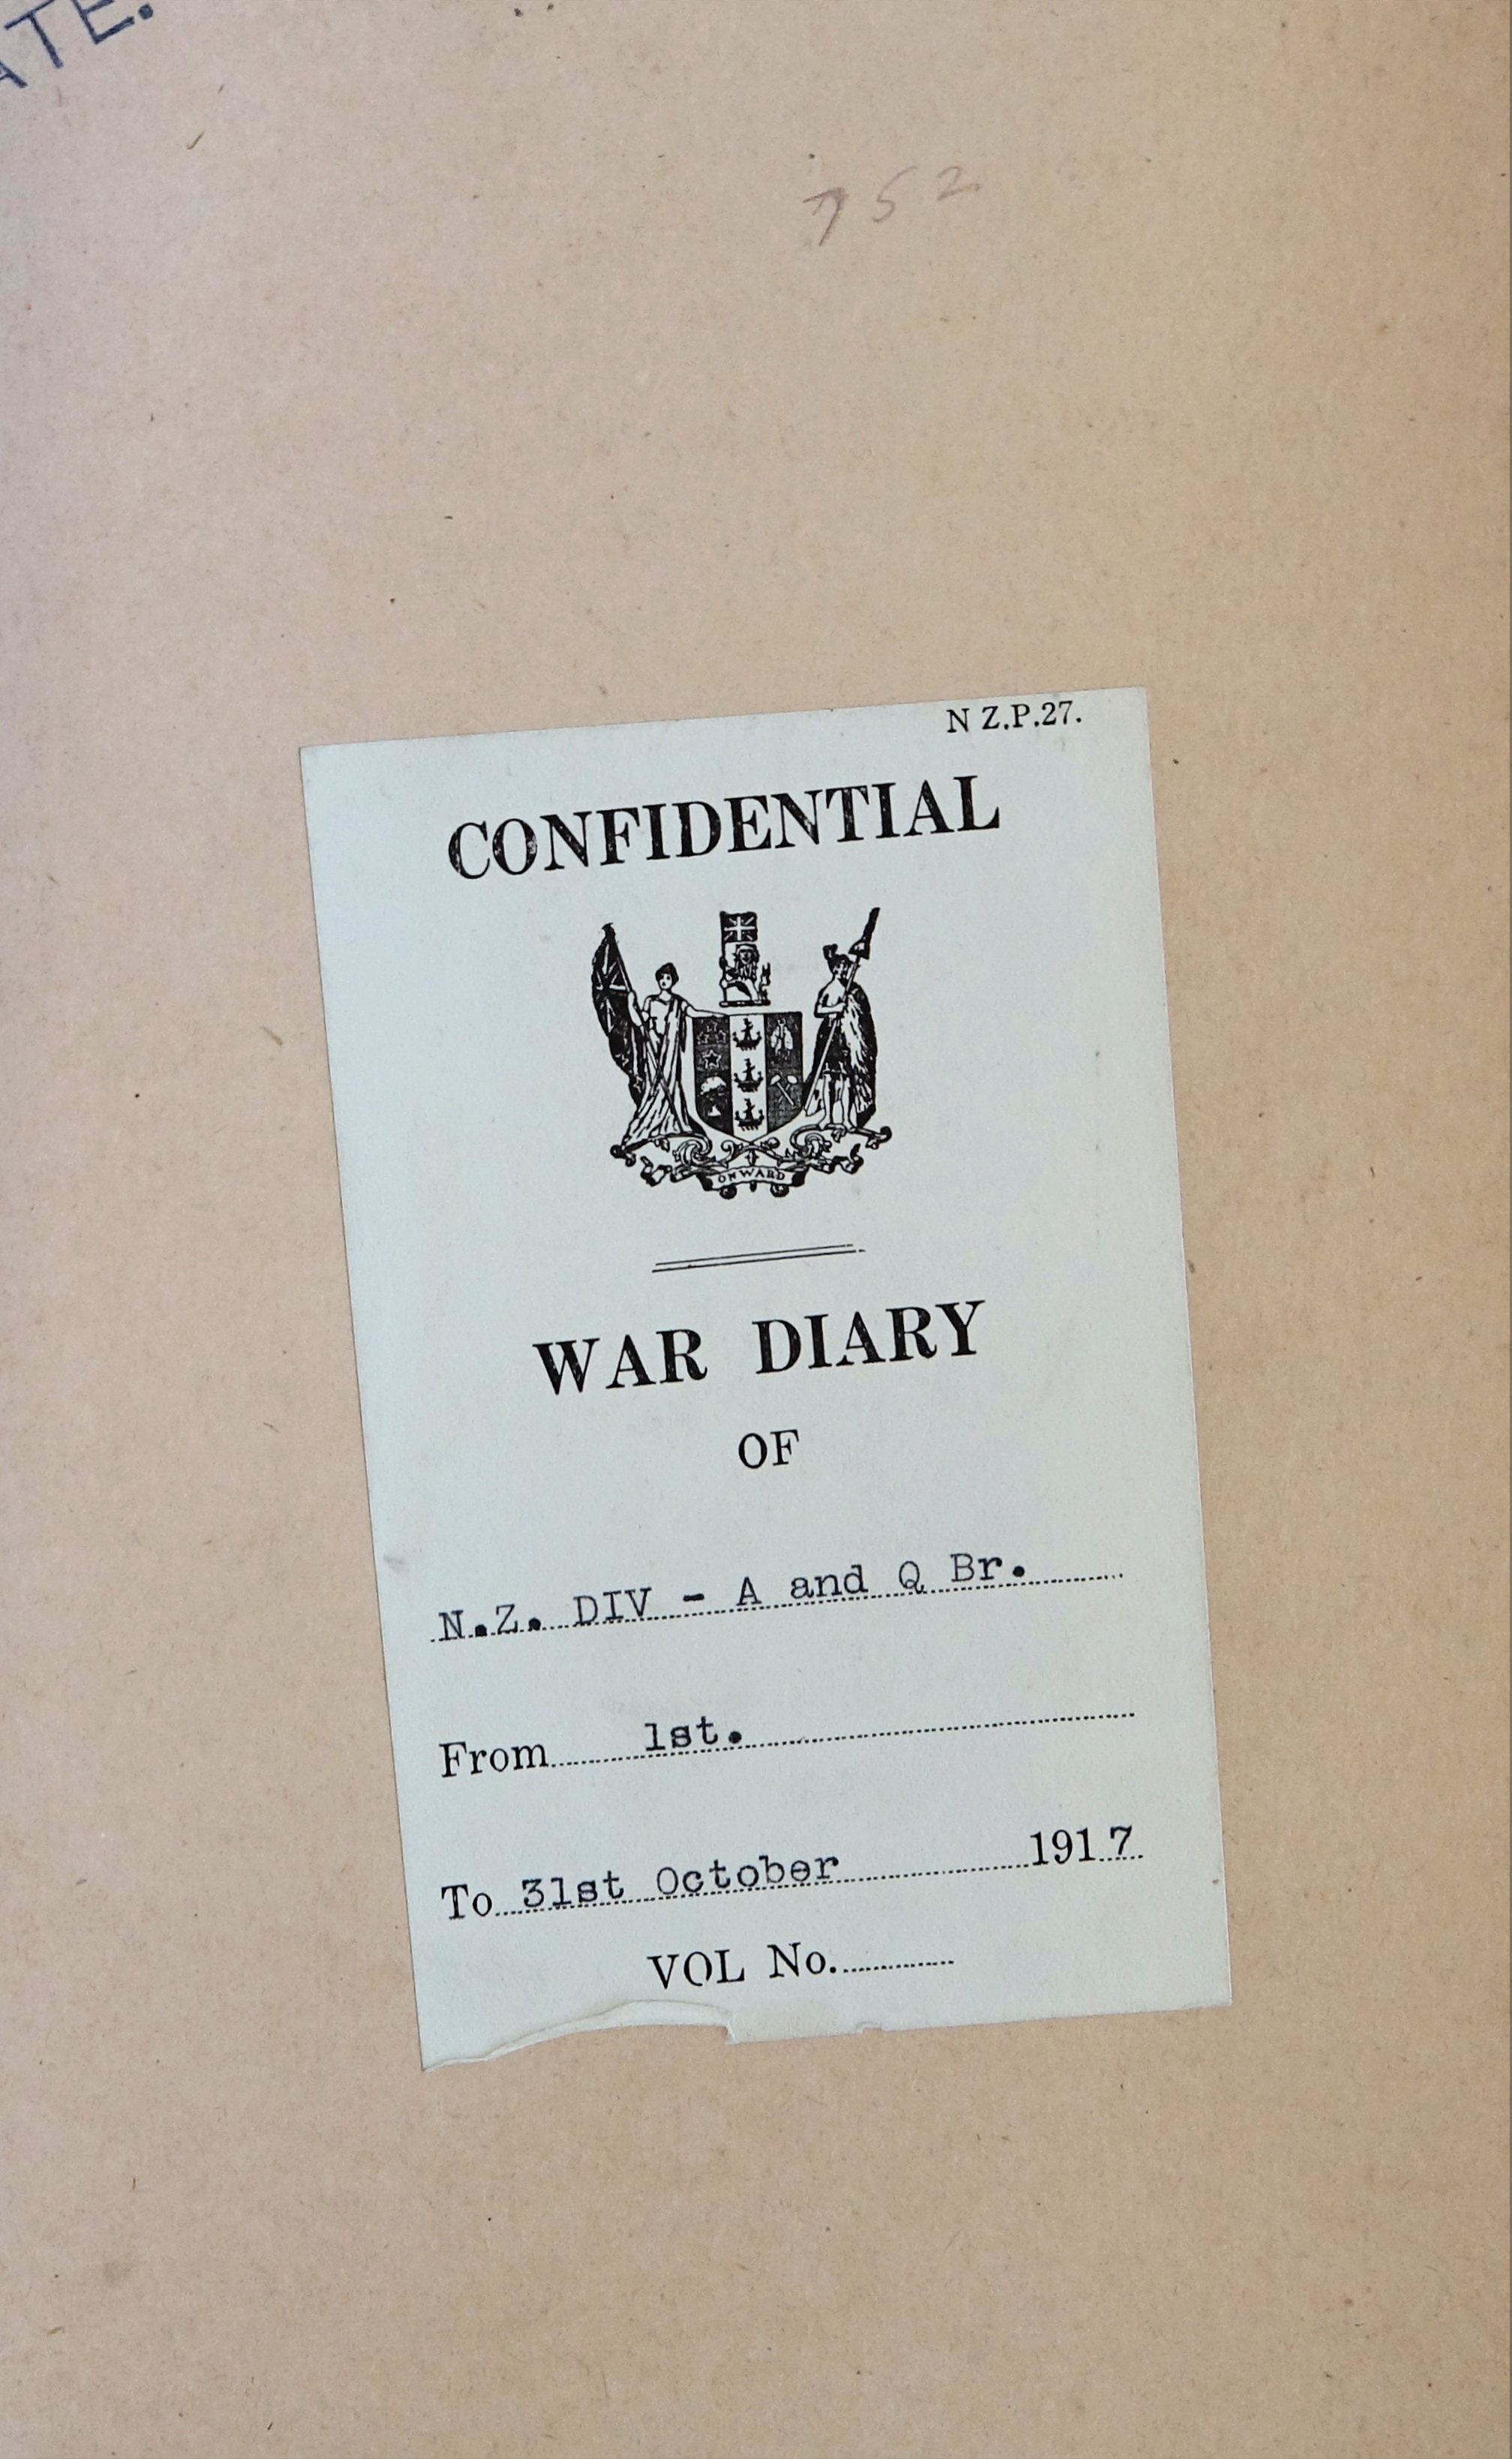 ATE.
752
N Z.P.27.
CONFIDENTIAL
ONWARD
WAR DIARY
OF
N.Z. DIV - A and Q Br.
From 1st.
To 31st October 1917
VOL No.